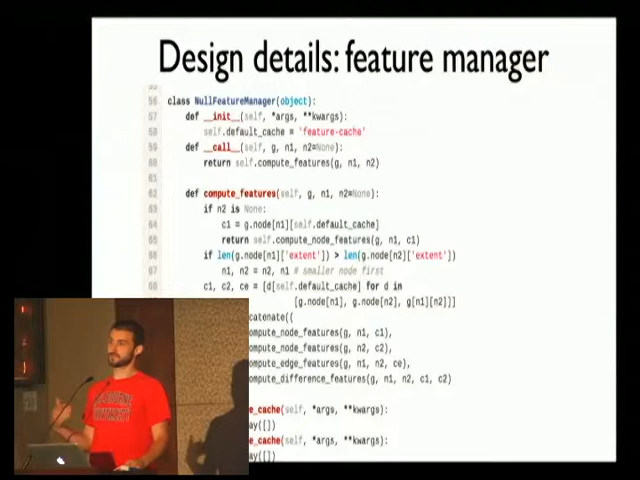 Design details: feature manager
56 class NullFeatureManager(object):
57 def __init__(self, *args, **kwargs):
58 self.default_cache = 'feature-cache'
59 def __call__(self, g, n1, n2=None):
60 return self.compute_features(g, n1, n2)
61
62 def compute_features(self, g, n1, n2=None):
63 if n2 is None:
64 c1 = g.node[n1][self.default_cache]
65 return self.compute_node_features(g, n1, c1)
66 if len(g.node[n1]['extent']) > len(g.node[n2]['extent'])
67 n1, n2 = n2, n1 # smaller node first
68 c1, c2, ce = [d[self.default_cache] for d in
[g.node[n1], g.node[n2], g[n1][n2]]]
catenate((
ompute_node_features(g, n1, c1),
ompute_node_features(g, n2, c2),
ompute_edge_features(g, n1, n2, ce),
ompute_difference_features(g, n1, n2, c1, c2)
e_cache(self, *args, **kwargs):
ay([])
e_cache(self, *args, **kwargs):
ay([])